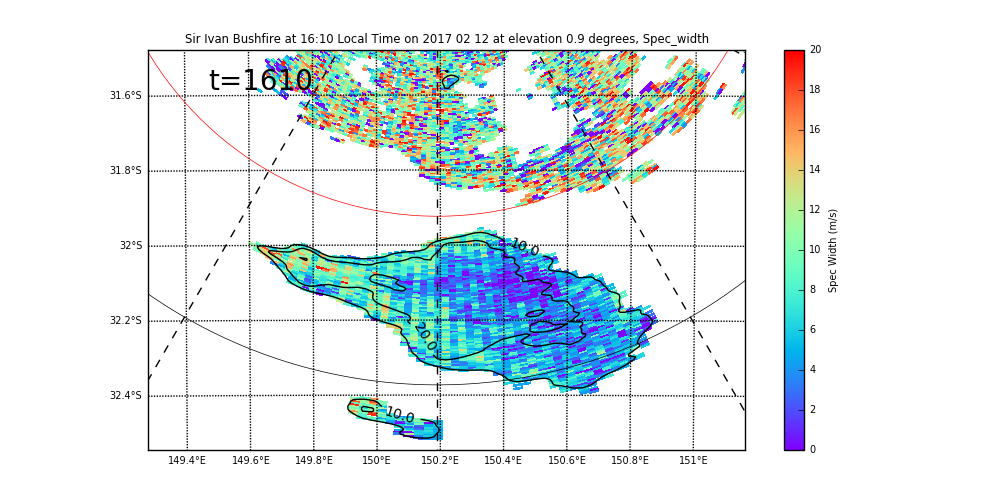 Sir Ivan Bushfire at 16:10 Local Time on 2017 02 12 at elevation 0.9 degrees, Spec_width
t=1610
31.6°S
31.8°S
32°S
32.2°S
32.4°S
149.4°E 149.6°E 149.8°E 150°E 150.2°E 150.4°E 150.6°E 150.8°E 151°E
10.0
20.0
10.0
20
18
16
14
12
10
8
6
4
2
0
Spec Width (m/s)